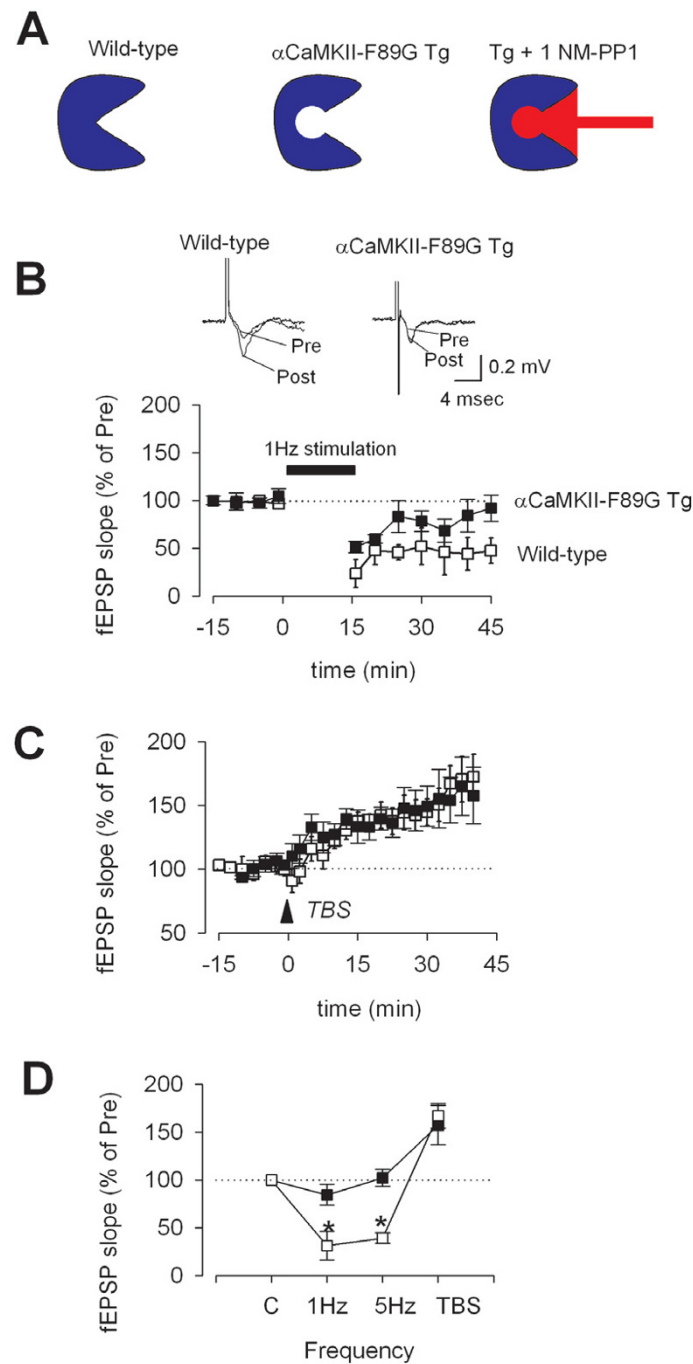 A
Wild-type
αCaMKII-F89G Tg
Tg + 1 NM-PP1
B
Wild-type
αCaMKII-F89G Tg
Pre
Post
Pre
Post
0.2 mV
4 msec
fEPSP slope (% of Pre)
200
150
100
50
0
1Hz stimulation
αCaMKII-F89G Tg
Wild-type
-15
0
15
30
45
time (min)
C
fEPSP slope (% of Pre)
200
150
100
50
TBS
-15
0
15
30
45
time (min)
D
fEPSP slope (% of Pre)
200
150
100
50
0
*
*
C
1Hz
5Hz
TBS
Frequency